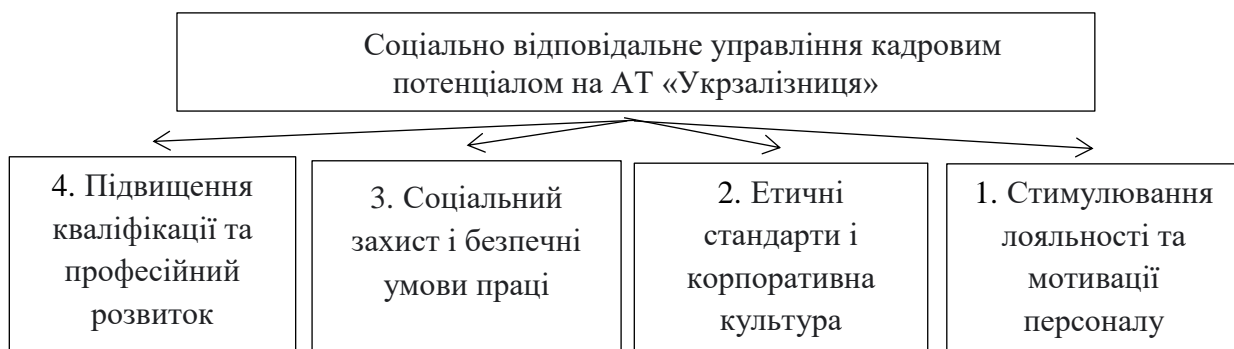 Соціально відповідальне управління кадровим
потенціалом на АТ «Укрзалізниця»
4. Підвищення
кваліфікації та
професійний
розвиток
3. Соціальний
захист і безпечні
умови праці
2. Етичні
стандарти і
корпоративна
культура
1. Стимулювання
лояльності та
мотивації
персоналу